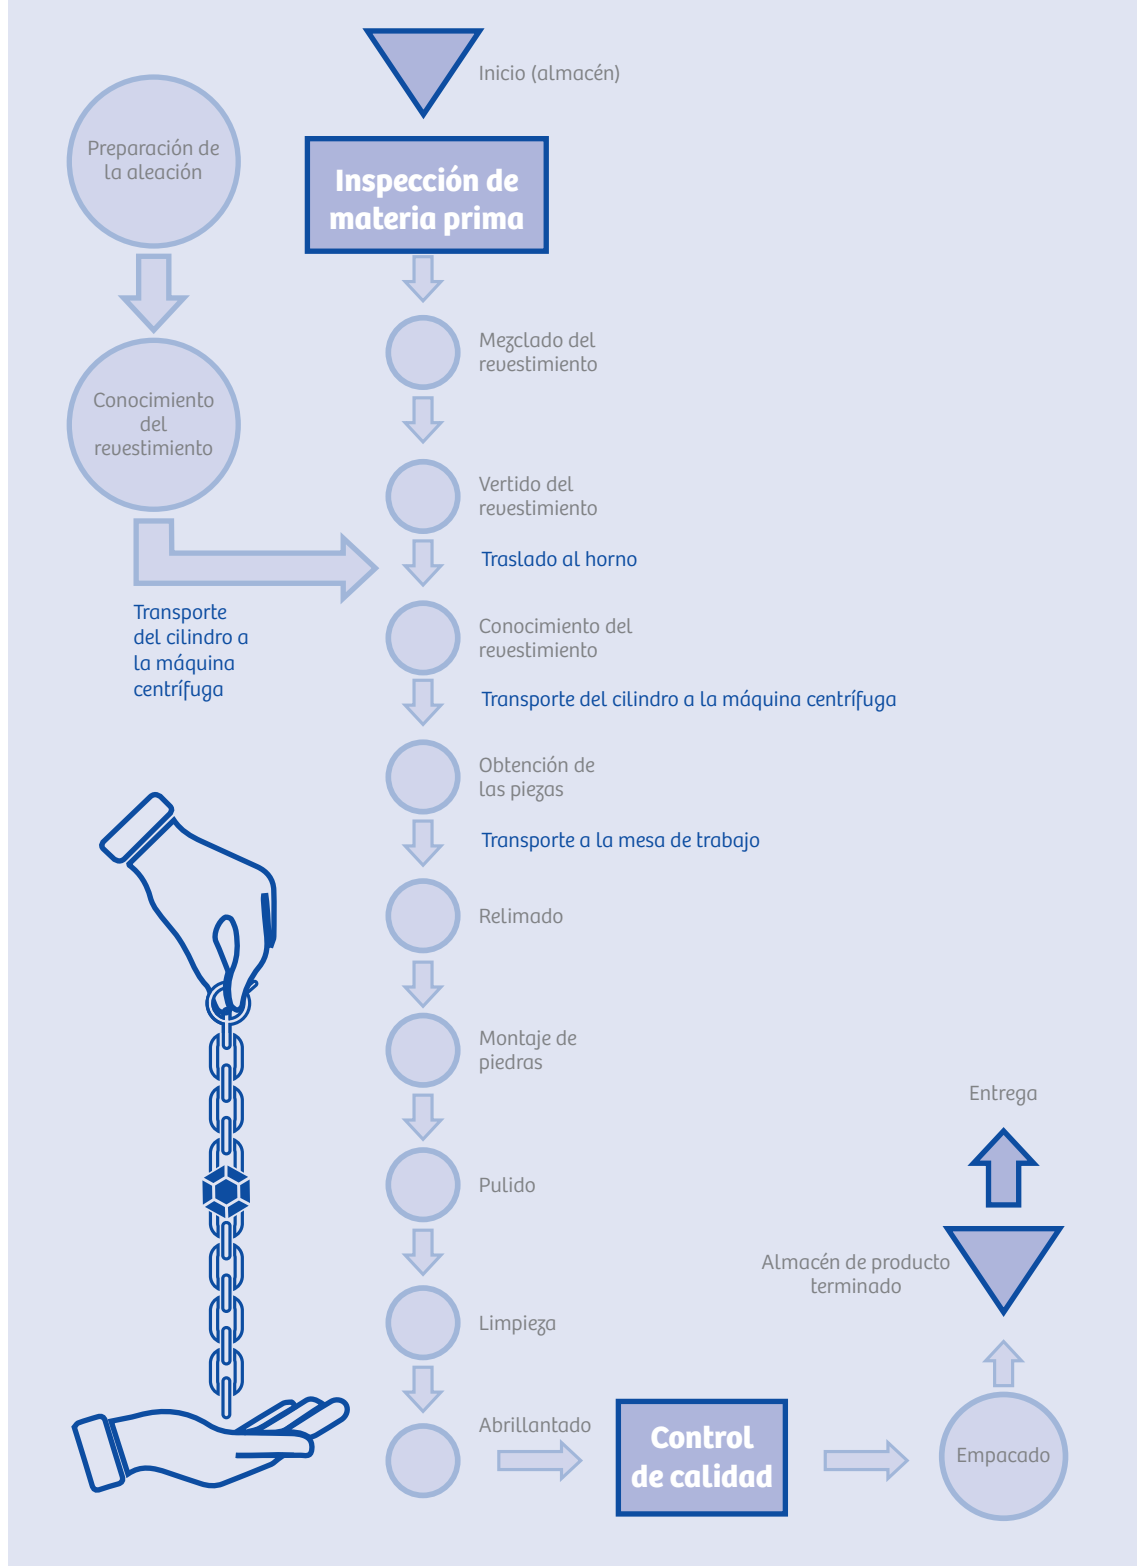 Inicio (almacén)
Preparación de
la aleación
Inspección de
materia prima
Mezclado del
revestimiento
Conocimiento
del
revestimiento
Vertido del
revestimiento
Traslado al horno
Transporte
del cilindro a
la máquina
centrífuga
Conocimiento del
revestimiento
Transporte del cilindro a la máquina centrífuga
Obtención de
las piezas
Transporte a la mesa de trabajo
Relimado
Montaje de
piedras
Pulido
Limpieza
Abrillantado
Control
de calidad
Empacado
Almacén de producto
terminado
Entrega